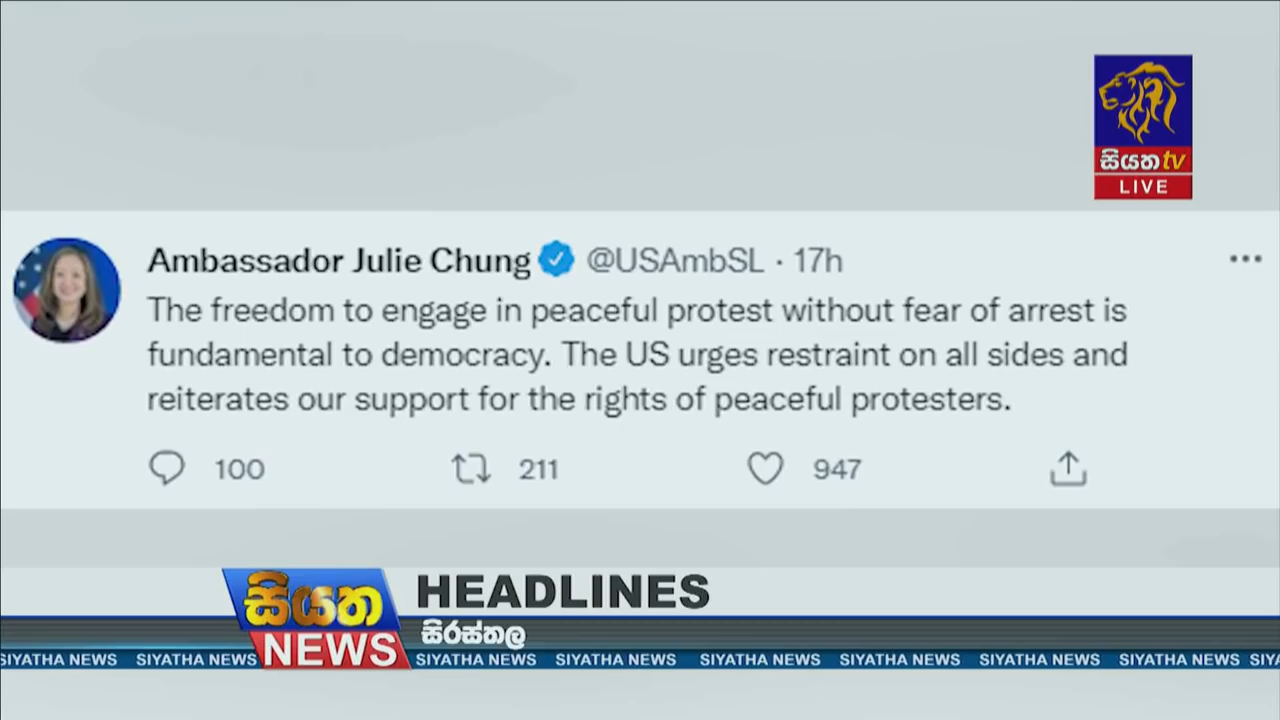 සියත tv
LIVE
Ambassador Julie Chung @USAmbSL · 17h
The freedom to engage in peaceful protest without fear of arrest is
fundamental to democracy. The US urges restraint on all sides and
reiterates our support for the rights of peaceful protesters.
100 211 947
සියත
NEWS
HEADLINES
සිරස්තල
SIYATHA NEWS SIYATHA NEWS SIYATHA NEWS SIYATHA NEWS SIYATHA NEWS SIYATHA NEWS SIYATHA NEWS SIYATHA NEWS SIY